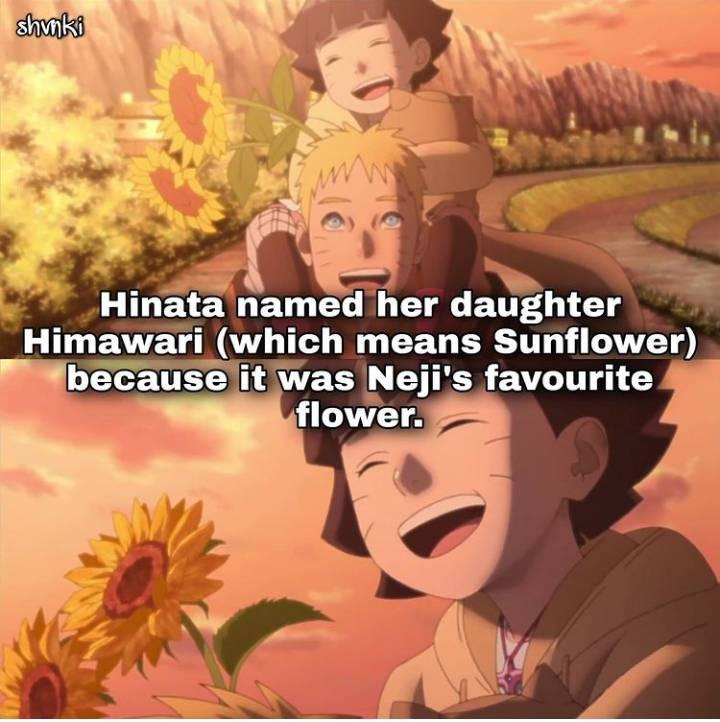 shvnki
Hinata named her daughter
Himawari (which means Sunflower)
because it was Neji's favourite
flower.